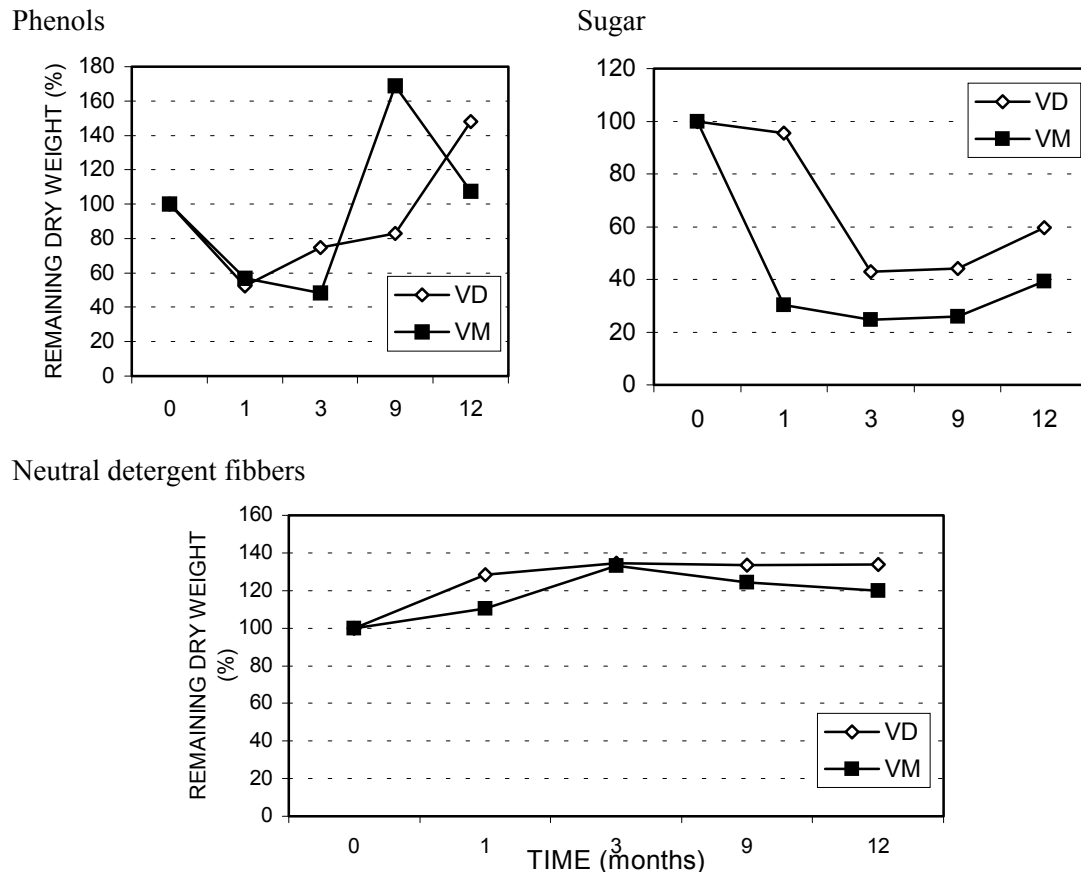 Phenols
REMAINING DRY WEIGHT (%)
180
160
140
120
100
80
60
40
20
0
0 1 3 9 12
VD
VM
Sugar
120
100
80
60
40
20
0
0 1 3 9 12
VD
VM
Neutral detergent fibbers
REMAINING DRY WEIGHT
(%)
160
140
120
100
80
60
40
20
0
0 1 3 9 12
TIME (months)
VD
VM